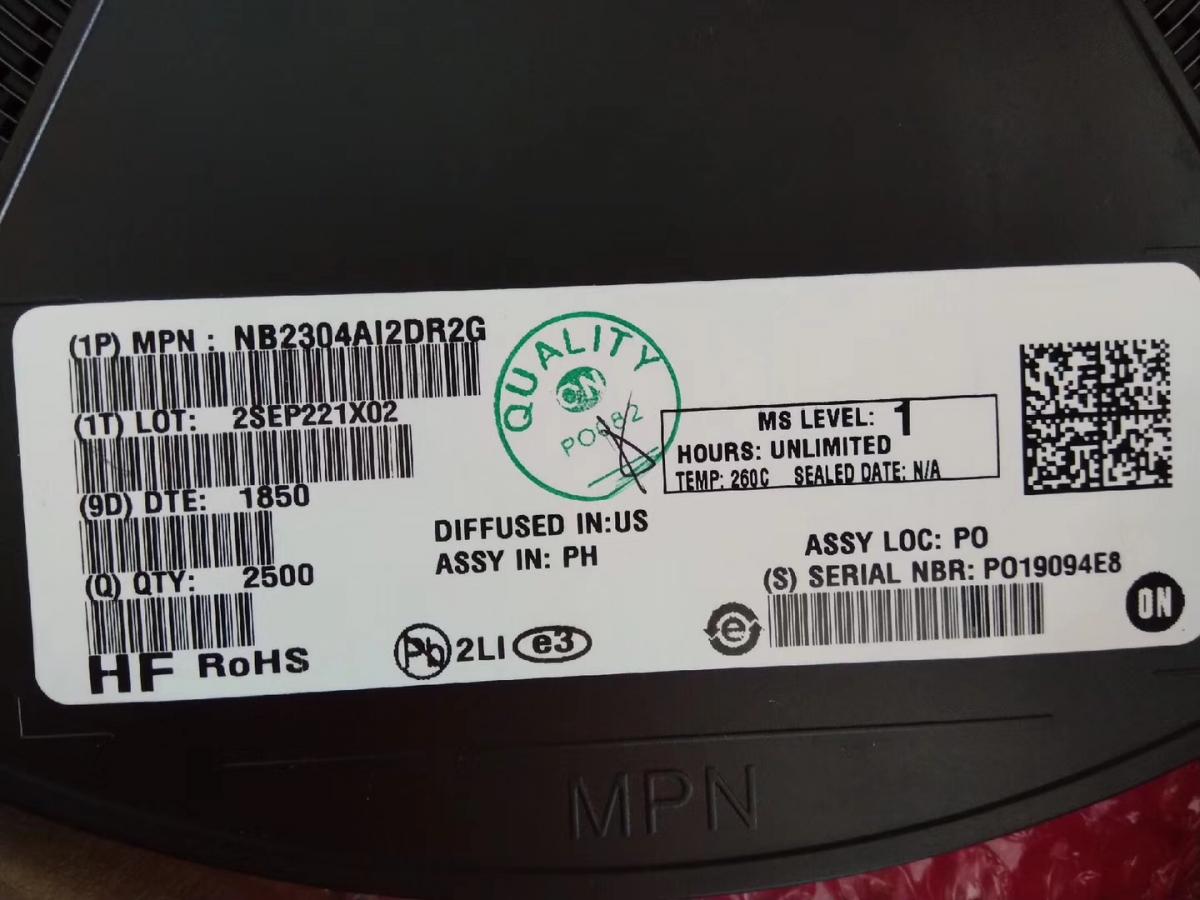 (1P) MPN : NB2304AI2DR2G
(1T) LOT: 2SEP221X02
(9D) DTE: 1850
(Q) QTY: 2500
HF RoHS
QUALITY
ON
MS LEVEL: 1
HOURS: UNLIMITED
TEMP: 260C SEALED DATE: N/A
DIFFUSED IN:US
ASSY IN: PH
Pb 2LI e3
ASSY LOC: PO
(S) SERIAL NBR: PO19094E8
e
ON
MPN